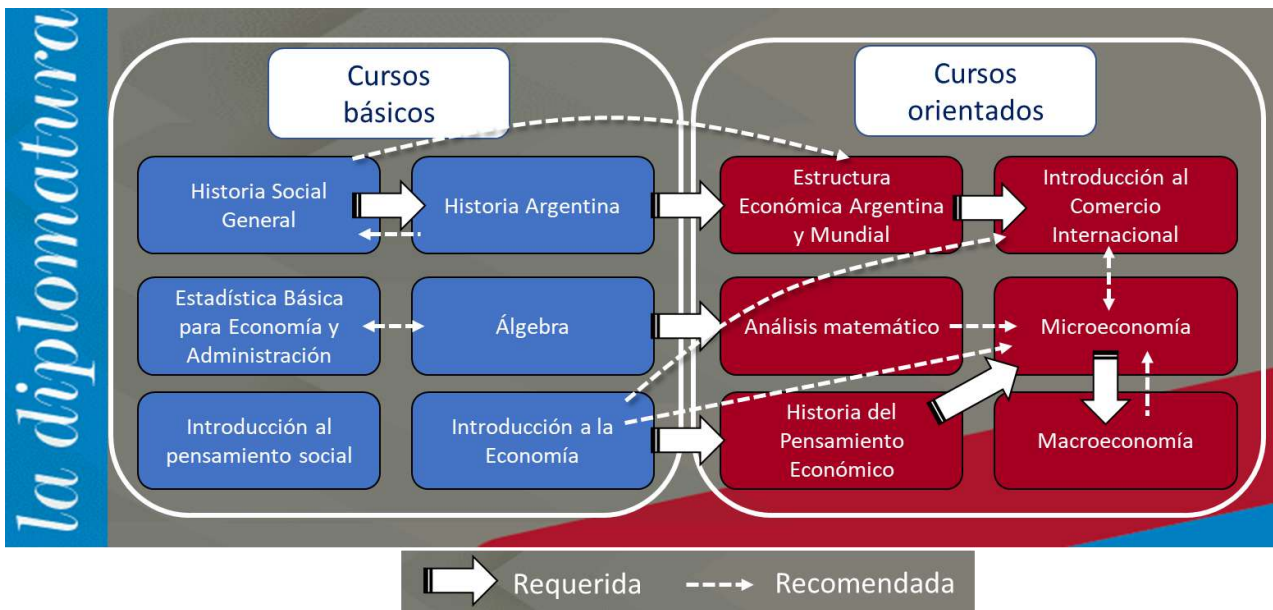 la diplomatura
Cursos
básicos
Cursos
orientados
Historia Social
General
Historia Argentina
Estructura
Económica Argentina
y Mundial
Introducción al
Comercio
Internacional
Estadística Básica
para Economía y
Administración
Álgebra
Análisis matemático
Microeconomía
Introducción al
pensamiento social
Introducción a la
Economía
Historia del
Pensamiento
Económico
Macroeconomía
Requerida
Recomendada